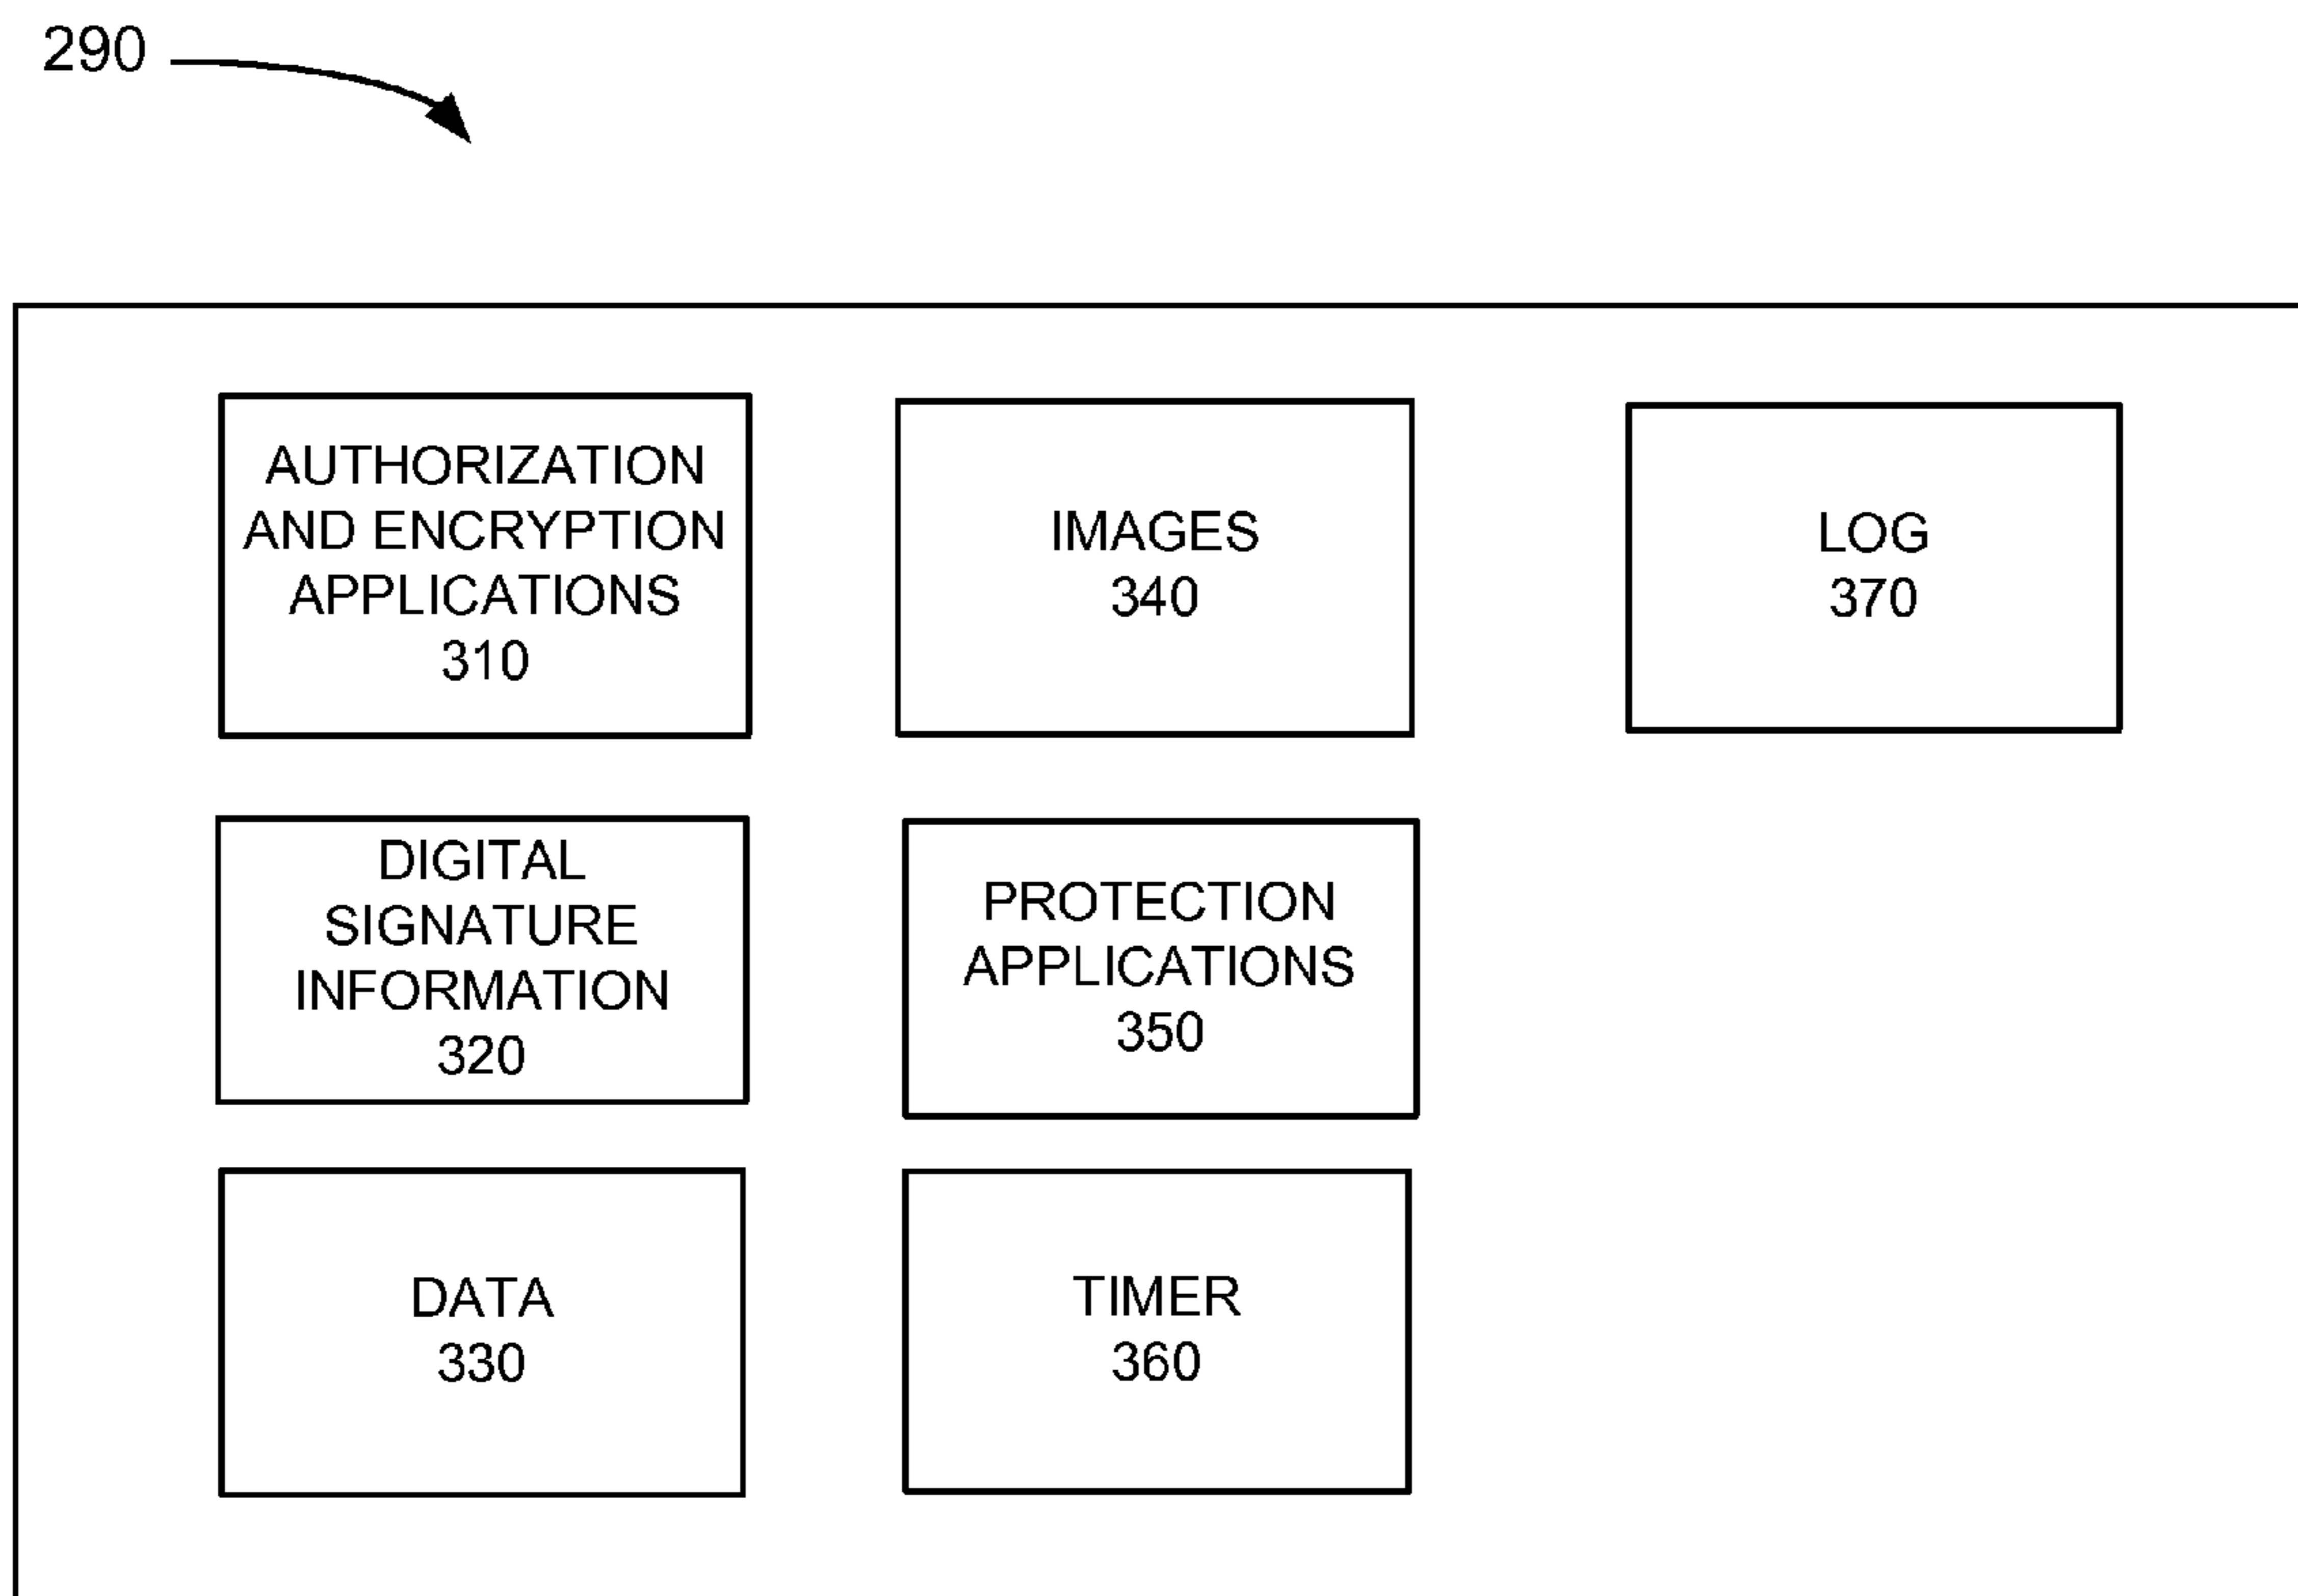 290
AUTHORIZATION
AND ENCRYPTION
APPLICATIONS
310
IMAGES
340
LOG
370
DIGITAL
SIGNATURE
INFORMATION
320
PROTECTION
APPLICATIONS
350
DATA
330
TIMER
360